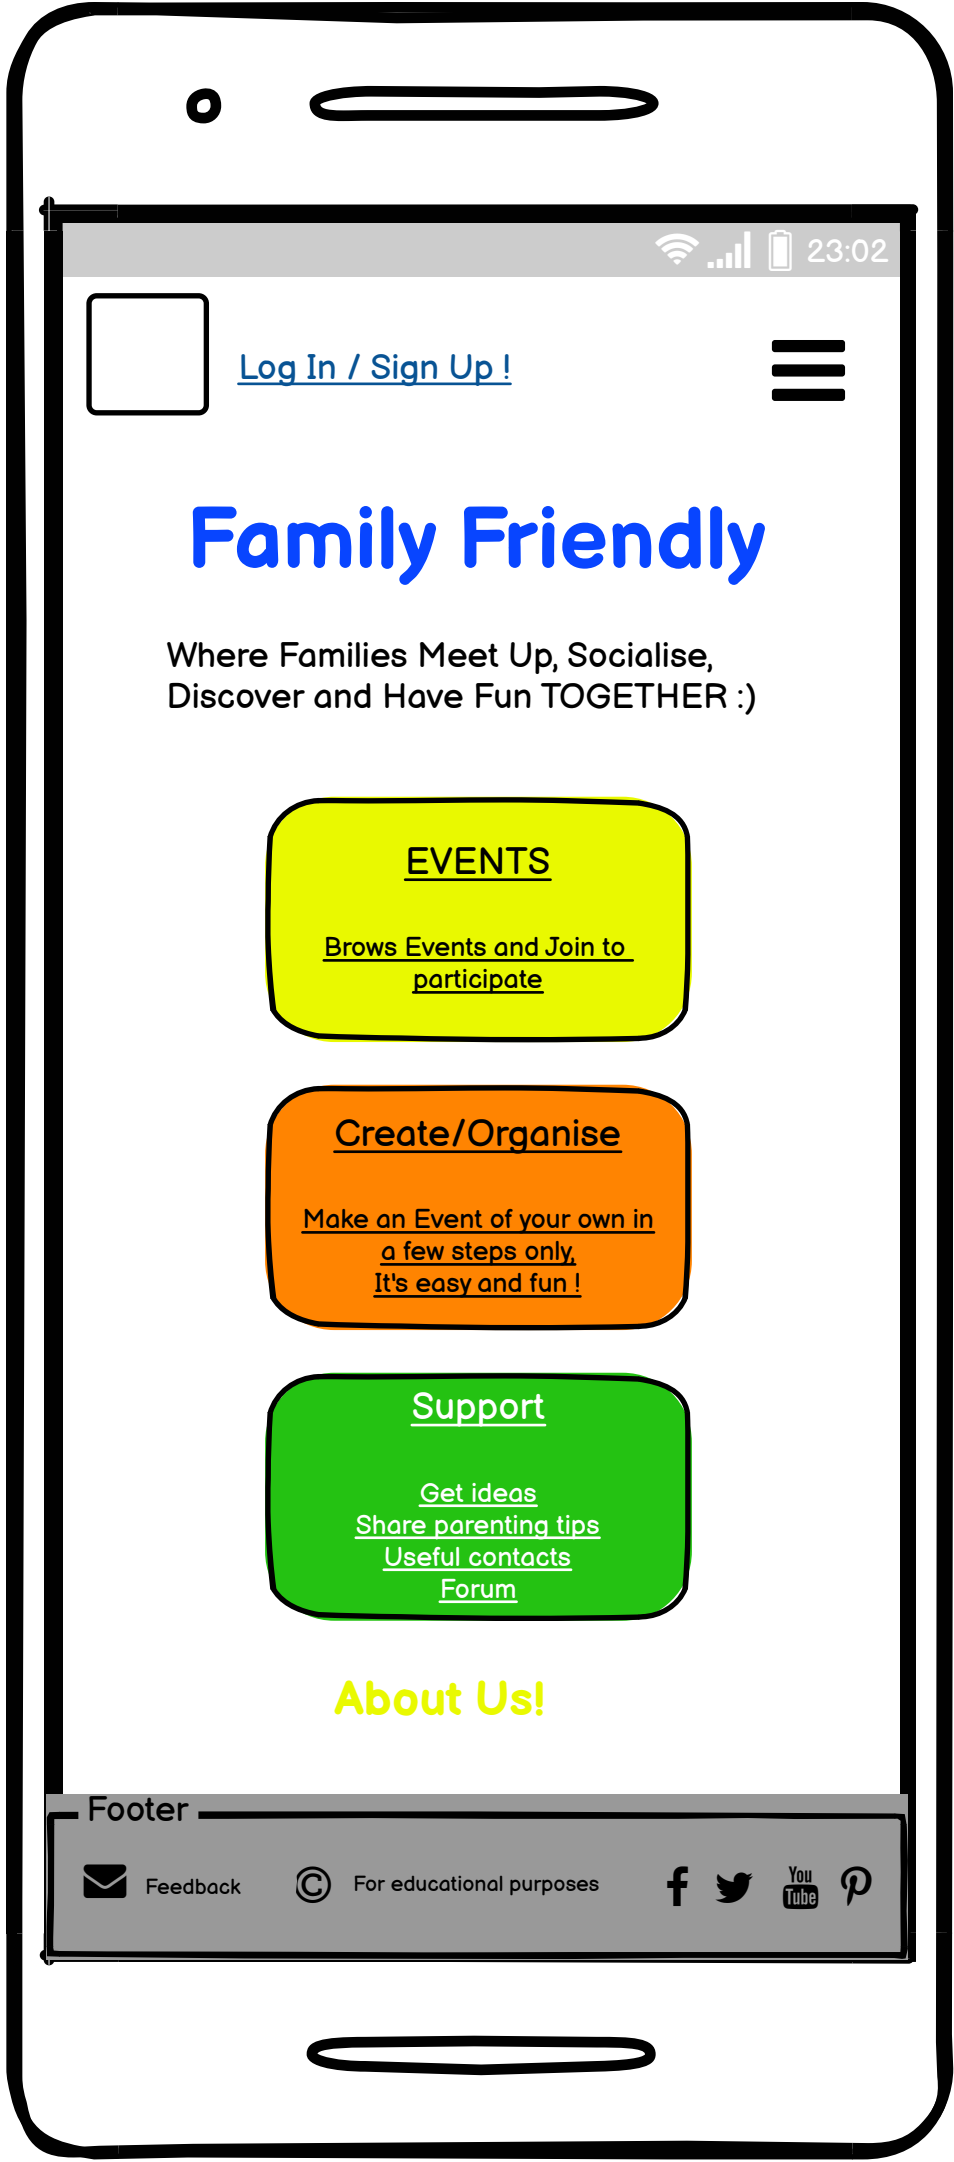 23:02
Log In / Sign Up !
Family Friendly
Where Families Meet Up, Socialise,
Discover and Have Fun TOGETHER :)
EVENTS
Brows Events and Join to
participate
Create/Organise
Make an Event of your own in
a few steps only,
It's easy and fun !
Support
Get ideas
Share parenting tips
Useful contacts
Forum
About Us!
Footer
Feedback
© For educational purposes
You
Tube